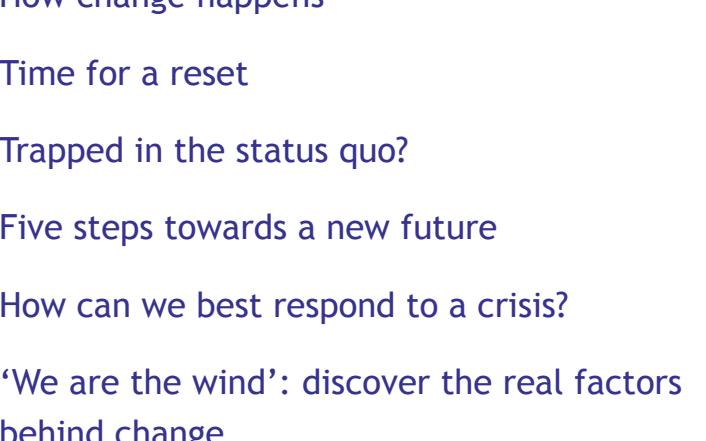 How change happens
Time for a reset
Trapped in the status quo?
Five steps towards a new future
How can we best respond to a crisis?
‘We are the wind’: discover the real factors
behind change